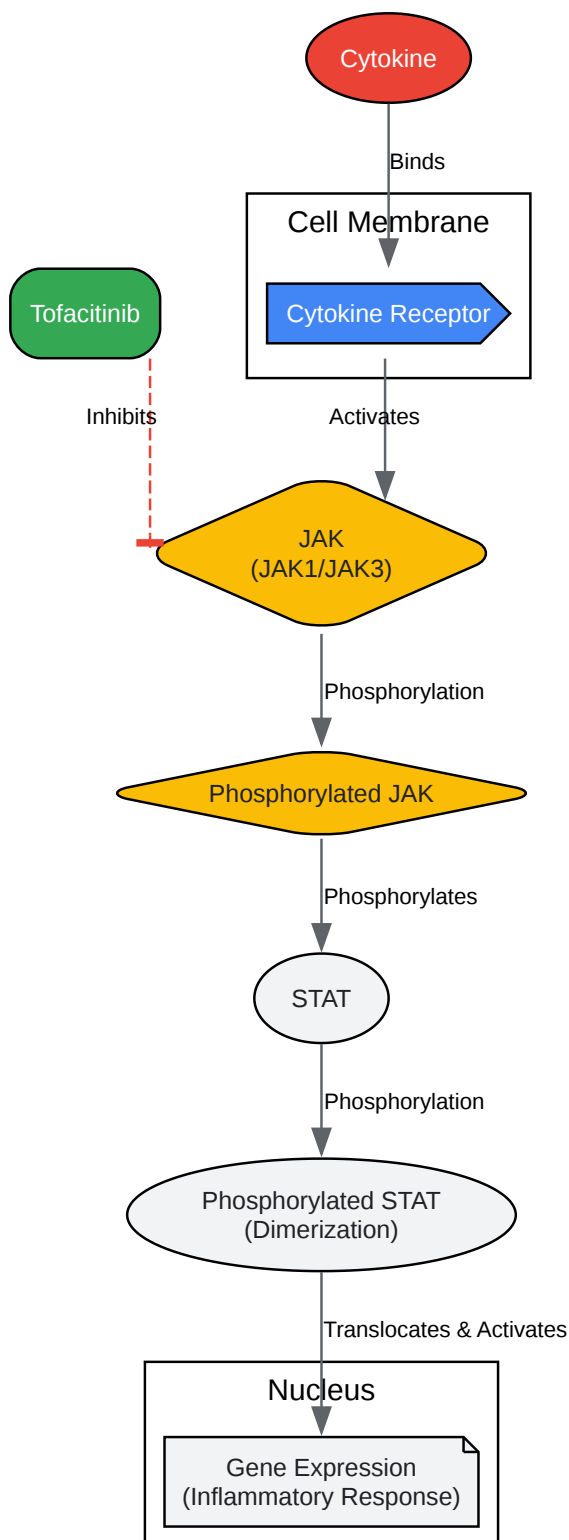 Cytokine
Binds
Cell Membrane
Tofacitinib
Cytokine Receptor
Inhibits
Activates
JAK
(JAK1/JAK3)
Phosphorylation
Phosphorylated JAK
Phosphorylates
STAT
Phosphorylation
Phosphorylated STAT
(Dimerization)
Translocates & Activates
Nucleus
Gene Expression
(Inflammatory Response)